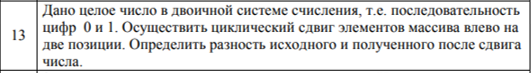 13
Дано целое число в двоичной системе счисления, т.е. последовательность
цифр 0 и 1. Осуществить циклический сдвиг элементов массива влево на
две позиции. Определить разность исходного и полученного после сдвига
числа.